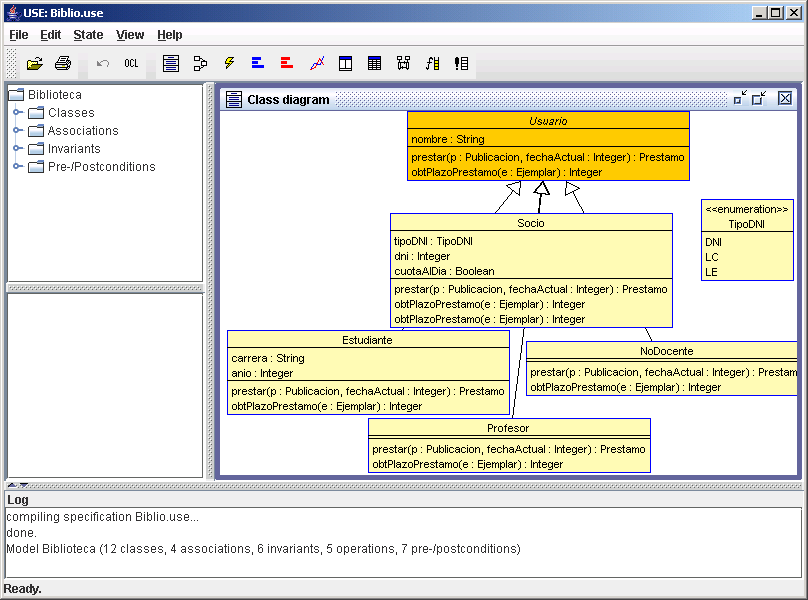 USE: Biblio.use
File Edit State View Help
OCL
Biblioteca
Classes
Associations
Invariants
Pre-/Postconditions
Class diagram
Usuario
nombre : String
prestar(p : Publicacion, fechaActual : Integer) : Prestamo
obtPlazoPrestamo(e : Ejemplar) : Integer
Socio
tipoDNI : TipoDNI
dni : Integer
cuotaAlDia : Boolean
prestar(p : Publicacion, fechaActual : Integer) : Prestamo
obtPlazoPrestamo(e : Ejemplar) : Integer
obtPlazoPrestamo(e : Ejemplar) : Integer
<<enumeration>>
TipoDNI
DNI
LC
LE
Estudiante
carrera : String
anio : Integer
prestar(p : Publicacion, fechaActual : Integer) : Prestamo
obtPlazoPrestamo(e : Ejemplar) : Integer
NoDocente
prestar(p : Publicacion, fechaActual : Integer) : Prestam
obtPlazoPrestamo(e : Ejemplar) : Integer
Profesor
prestar(p : Publicacion, fechaActual : Integer) : Prestamo
obtPlazoPrestamo(e : Ejemplar) : Integer
Log
compiling specification Biblio.use...
done.
Model Biblioteca (12 classes, 4 associations, 6 invariants, 5 operations, 7 pre-/postconditions)
Ready.